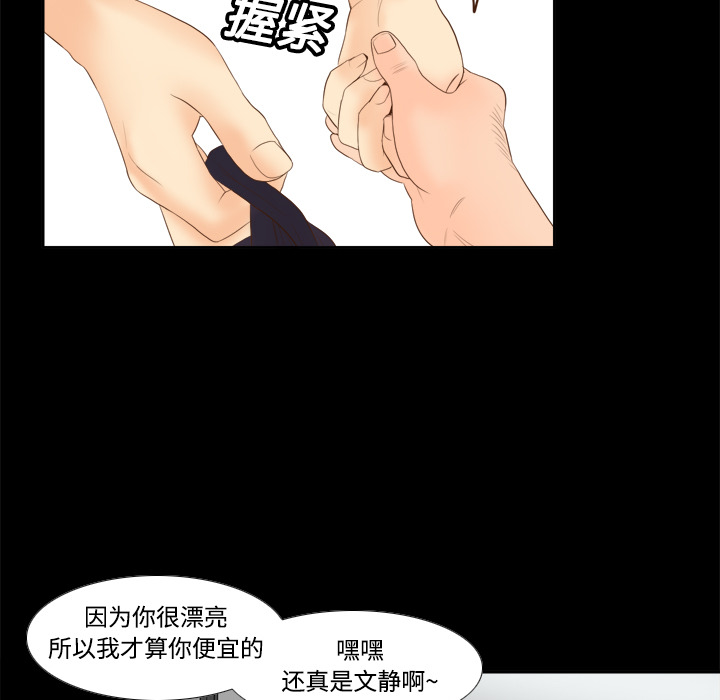 握紧
因为你很漂亮
所以我才算你便宜的
嘿嘿
还真是文静啊~